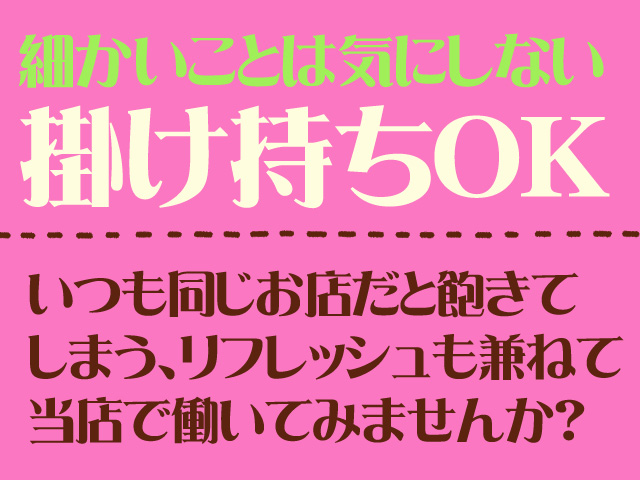 細かいことは気にしない
掛け持ちOK
いつも同じお店だと飽きて
しまう、リフレッシュも兼ねて
当店で働いてみませんか?